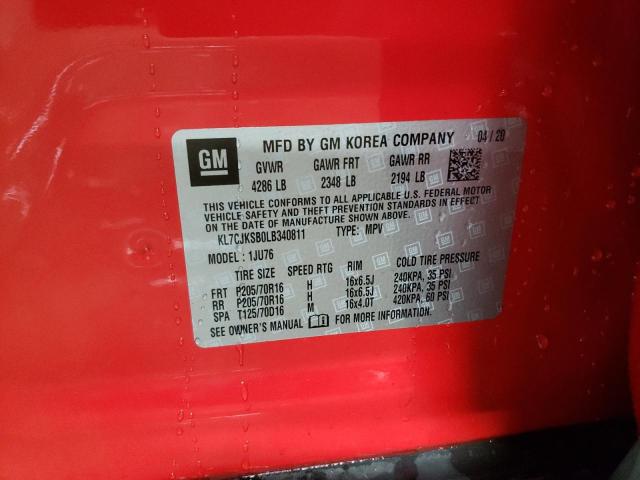 GM MFD BY GM KOREA COMPANY 04/20
GVWR GAWR FRT GAWR RR
4286 LB 2348 LB 2194 LB
THIS VEHICLE CONFORMS TO ALL APPLICABLE U.S. FEDERAL MOTOR
VEHICLE SAFETY AND THEFT PREVENTION STANDARDS IN EFFECT
ON THE DATE OF MANUFACTURE SHOWN ABOVE.
KL7CJKSB0LB340811 TYPE: MPV
MODEL: 1JU76
TIRE SIZE SPEED RTG RIM COLD TIRE PRESSURE
FRT P205/70R16 H 16x6.5J 240KPA, 35 PSI
RR P205/70R16 H 16x6.5J 240KPA, 35 PSI
SPA T125/70D16 M 16x4.0T 420KPA, 60 PSI
SEE OWNER'S MANUAL FOR MORE INFORMATION.